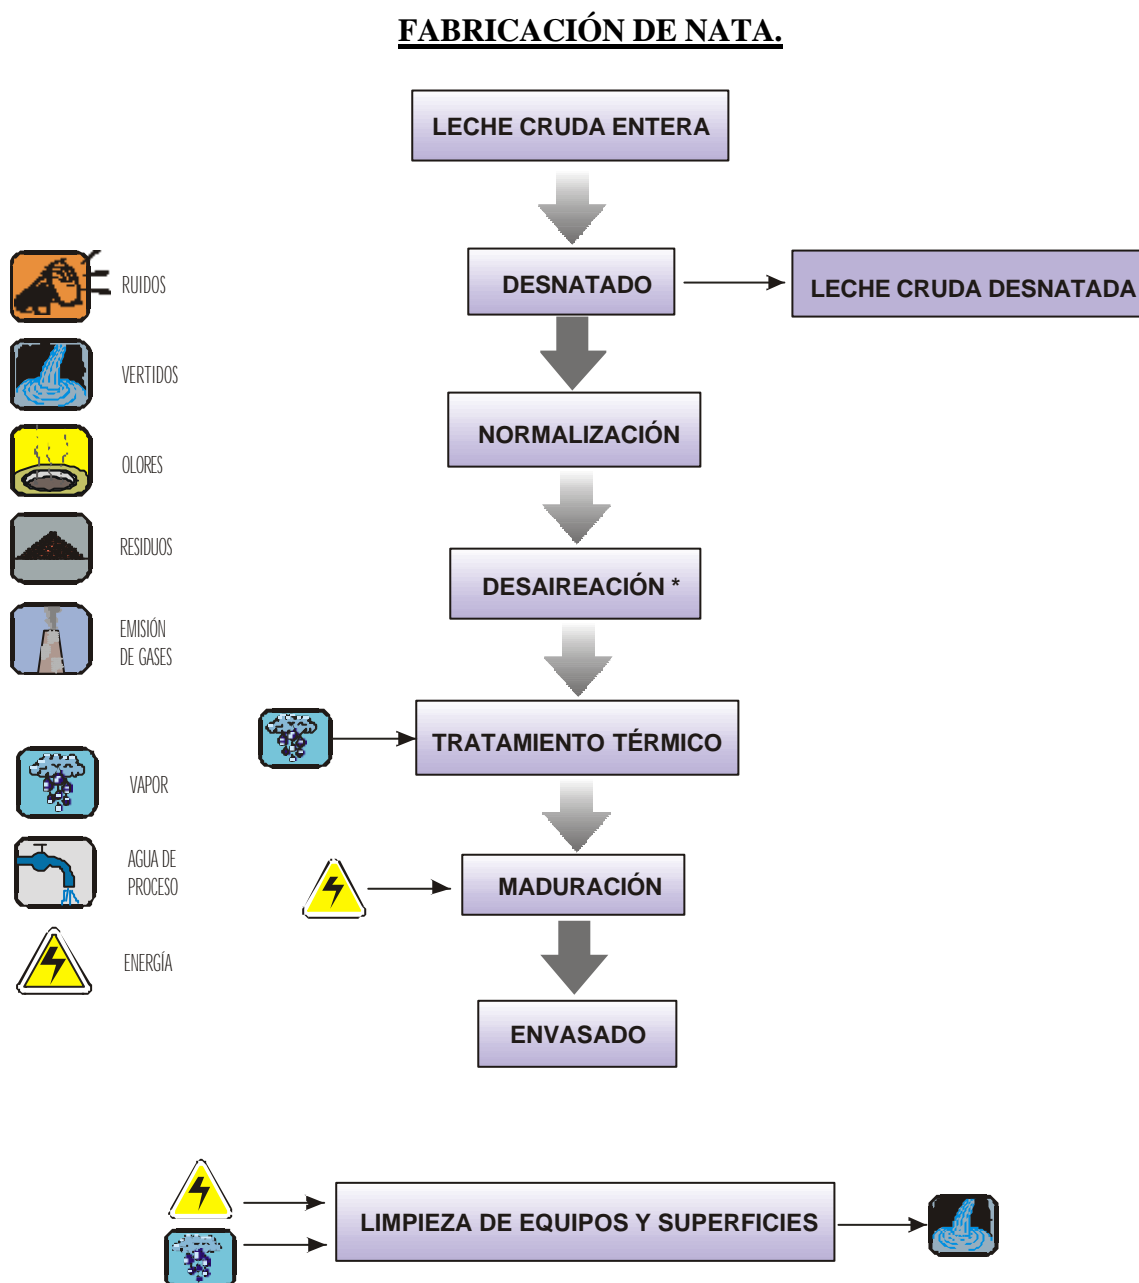 FABRICACIÓN DE NATA.
LECHE CRUDA ENTERA
DESNATADO
LECHE CRUDA DESNATADA
NORMALIZACIÓN
DESAIREACIÓN *
TRATAMIENTO TÉRMICO
MADURACIÓN
ENVASADO
LIMPIEZA DE EQUIPOS Y SUPERFICIES
RUIDOS
VERTIDOS
OLORES
RESIDUOS
EMISIÓN
DE GASES
VAPOR
AGUA DE
PROCESO
ENERGÍA